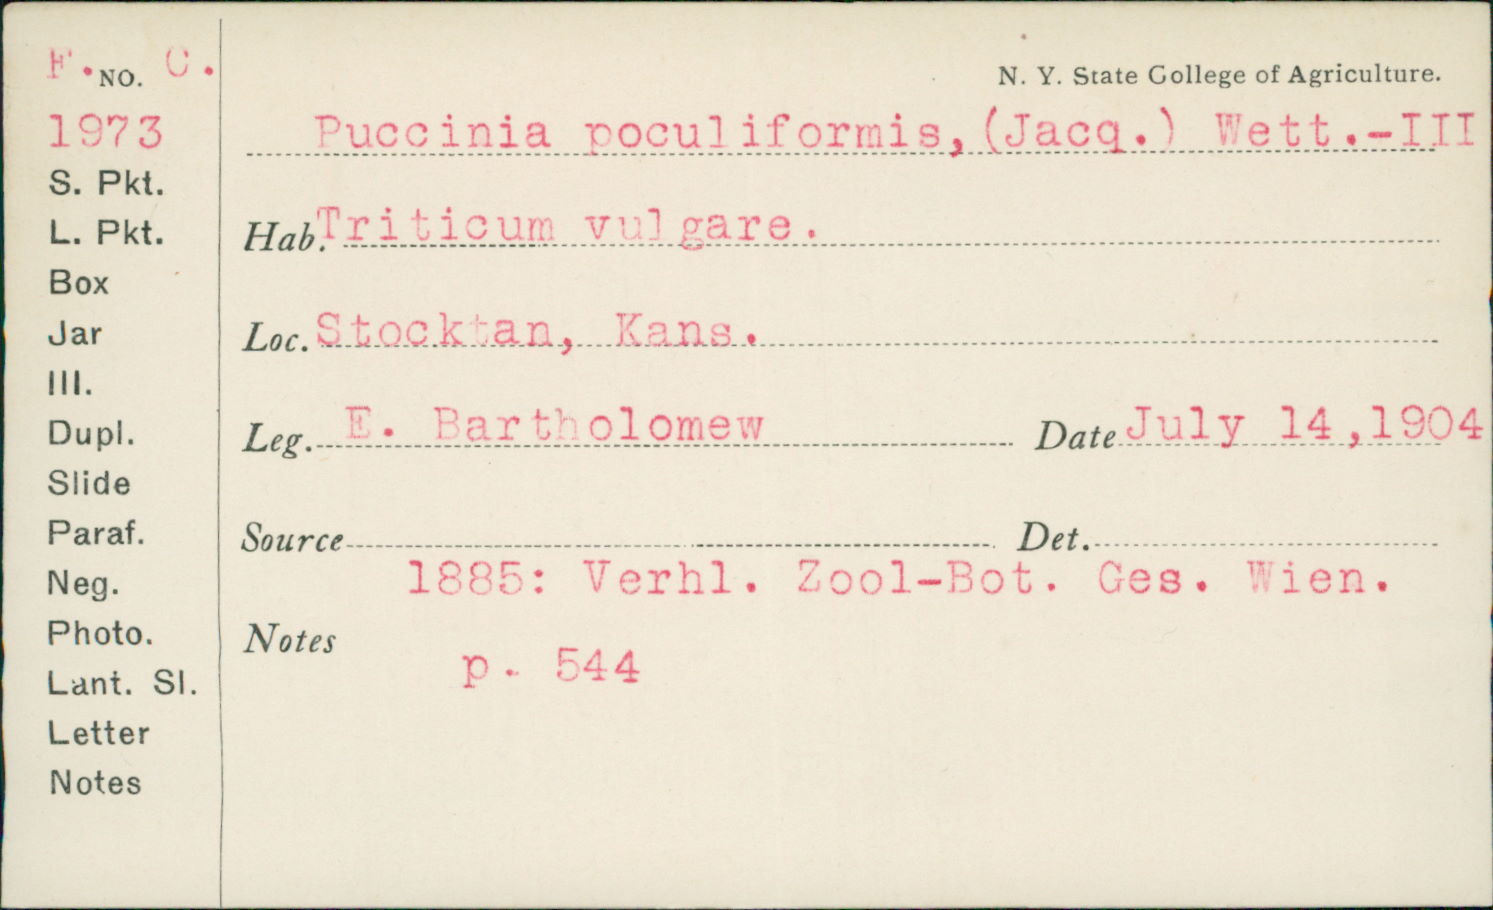 F. NO. C.
N. Y. State College of Agriculture.
1973
Puccinia poculiformis, (Jacq.) Wett.-III
S. Pkt.
L. Pkt.
Hab. Triticum vulgare.
Box
Jar
Loc. Stocktan, Kans.
Ill.
Dupl.
Leg. E. Bartholomew Date July 14, 1904
Slide
Paraf.
Source Det.
Neg.
1885: Verhl. Zool-Bot. Ges. Wien.
Photo.
Notes
p. 544
Lant. Sl.
Letter
Notes